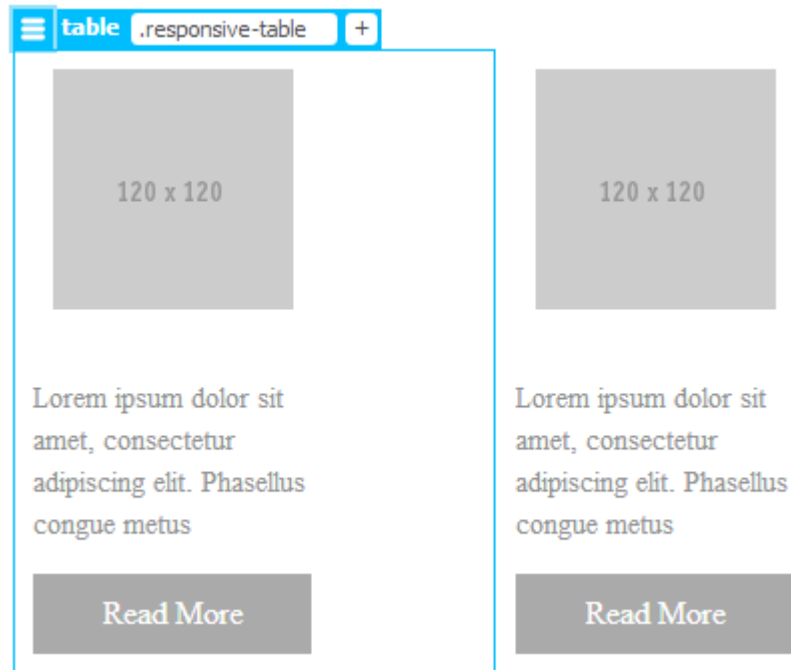 table .responsive-table +
120 x 120
Lorem ipsum dolor sit
amet, consectetur
adipiscing elit. Phasellus
congue metus
Read More
120 x 120
Lorem ipsum dolor sit
amet, consectetur
adipiscing elit. Phasellus
congue metus
Read More